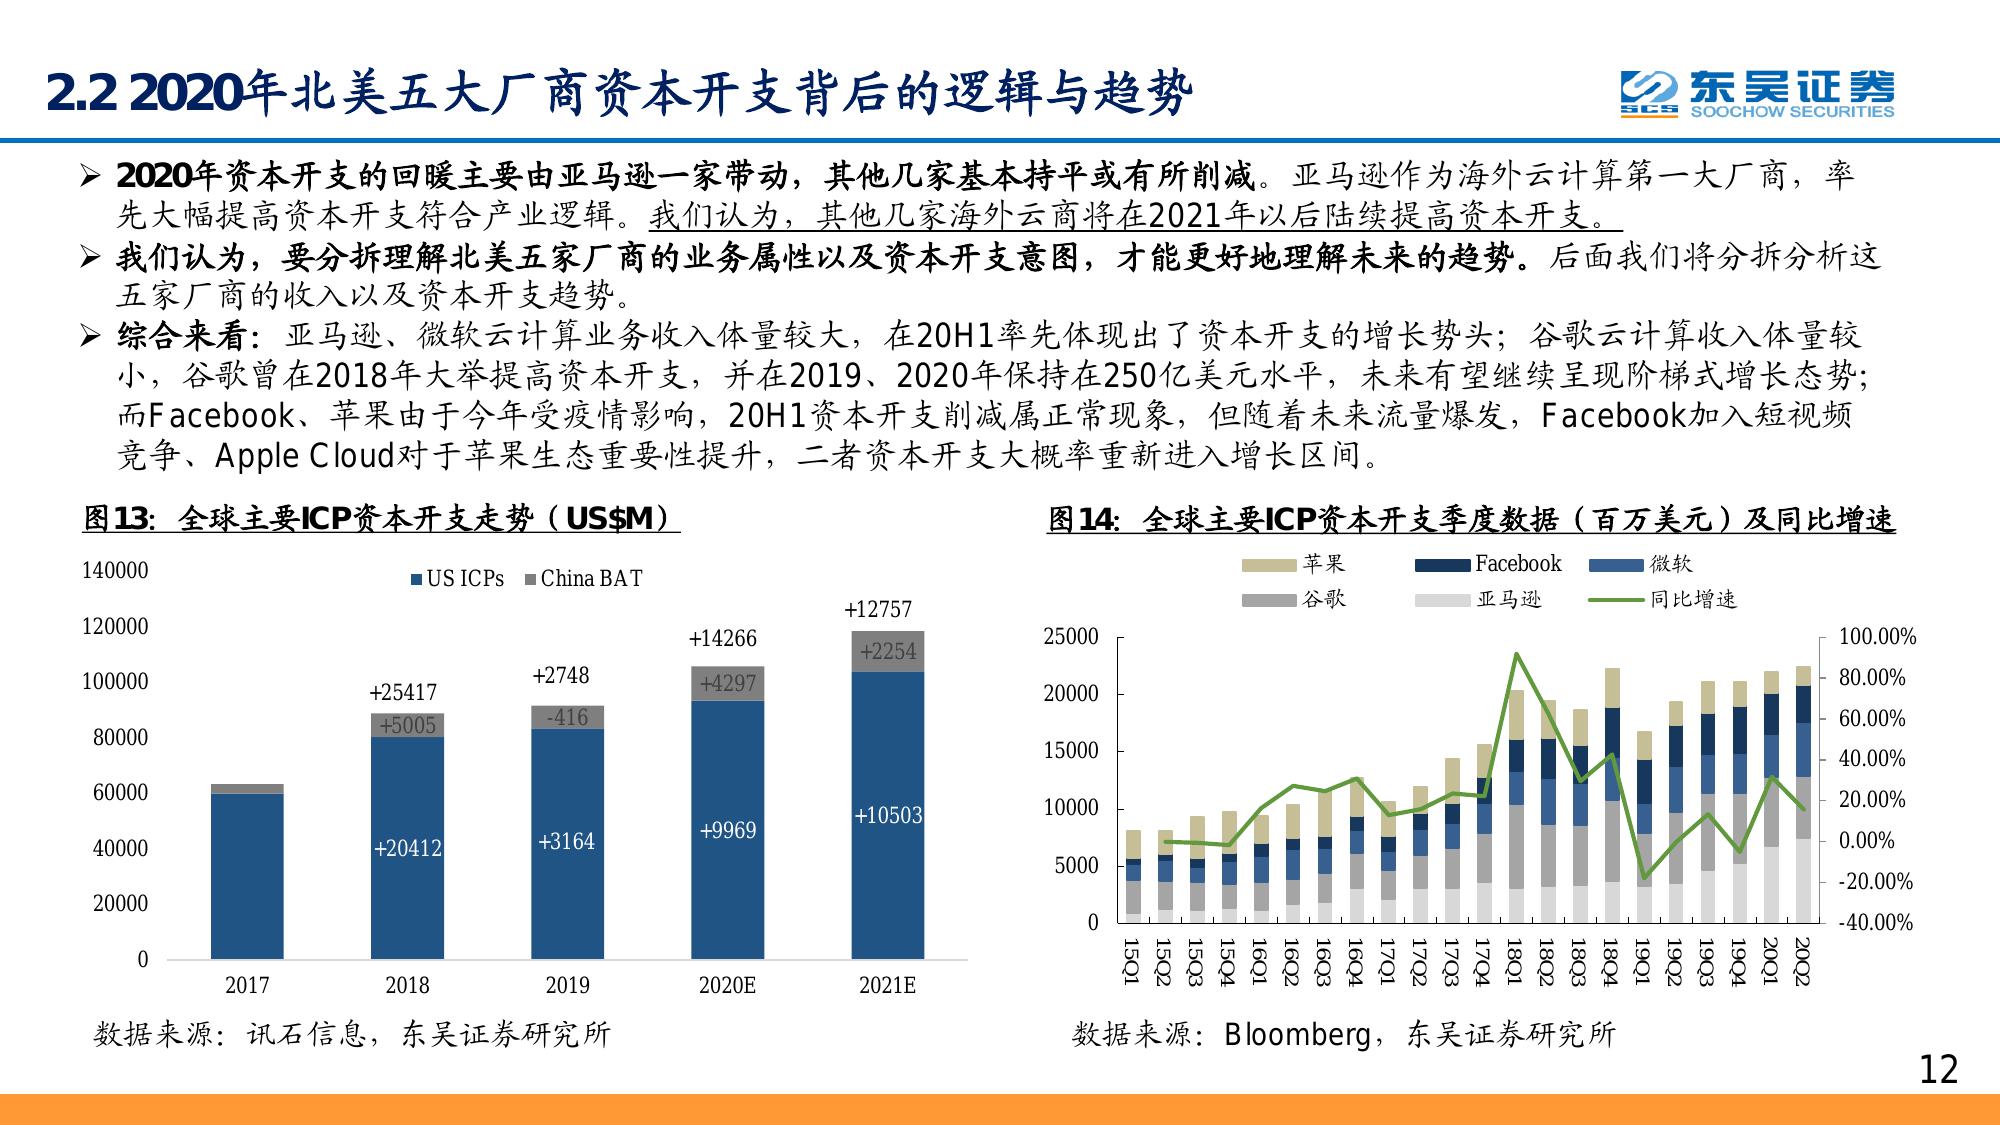 2.2 2020年北美五大厂商资本开支背后的逻辑与趋势
SCS 东吴证券
SOOCHOW SECURITIES
➢ 2020年资本开支的回暖主要由亚马逊一家带动，其他几家基本持平或有所削减。亚马逊作为海外云计算第一大厂商，率
先大幅提高资本开支符合产业逻辑。我们认为，其他几家海外云商将在2021年以后陆续提高资本开支。
➢ 我们认为，要分拆理解北美五家厂商的业务属性以及资本开支意图，才能更好地理解未来的趋势。后面我们将分拆分析这
五家厂商的收入以及资本开支趋势。
➢ 综合来看：亚马逊、微软云计算业务收入体量较大，在20H1率先体现出了资本开支的增长势头；谷歌云计算收入体量较
小，谷歌曾在2018年大举提高资本开支，并在2019、2020年保持在250亿美元水平，未来有望继续呈现阶梯式增长态势；
而Facebook、苹果由于今年受疫情影响，20H1资本开支削减属正常现象，但随着未来流量爆发，Facebook加入短视频
竞争、Apple Cloud对于苹果生态重要性提升，二者资本开支大概率重新进入增长区间。
图13：全球主要ICP资本开支走势（US$M）
US ICPs China BAT
140000
120000
100000
80000
60000
40000
20000
0
+25417
+5005
+20412
+2748
-416
+3164
+14266
+4297
+9969
+12757
+2254
+10503
2017 2018 2019 2020E 2021E
数据来源：讯石信息，东吴证券研究所
图14：全球主要ICP资本开支季度数据（百万美元）及同比增速
苹果 Facebook 微软
谷歌 亚马逊 同比增速
25000
20000
15000
10000
5000
0
100.00%
80.00%
60.00%
40.00%
20.00%
0.00%
-20.00%
-40.00%
15Q1 15Q2 15Q3 15Q4 16Q1 16Q2 16Q3 16Q4 17Q1 17Q2 17Q3 17Q4 18Q1 18Q2 18Q3 18Q4 19Q1 19Q2 19Q3 19Q4 20Q1 20Q2
数据来源：Bloomberg，东吴证券研究所
12